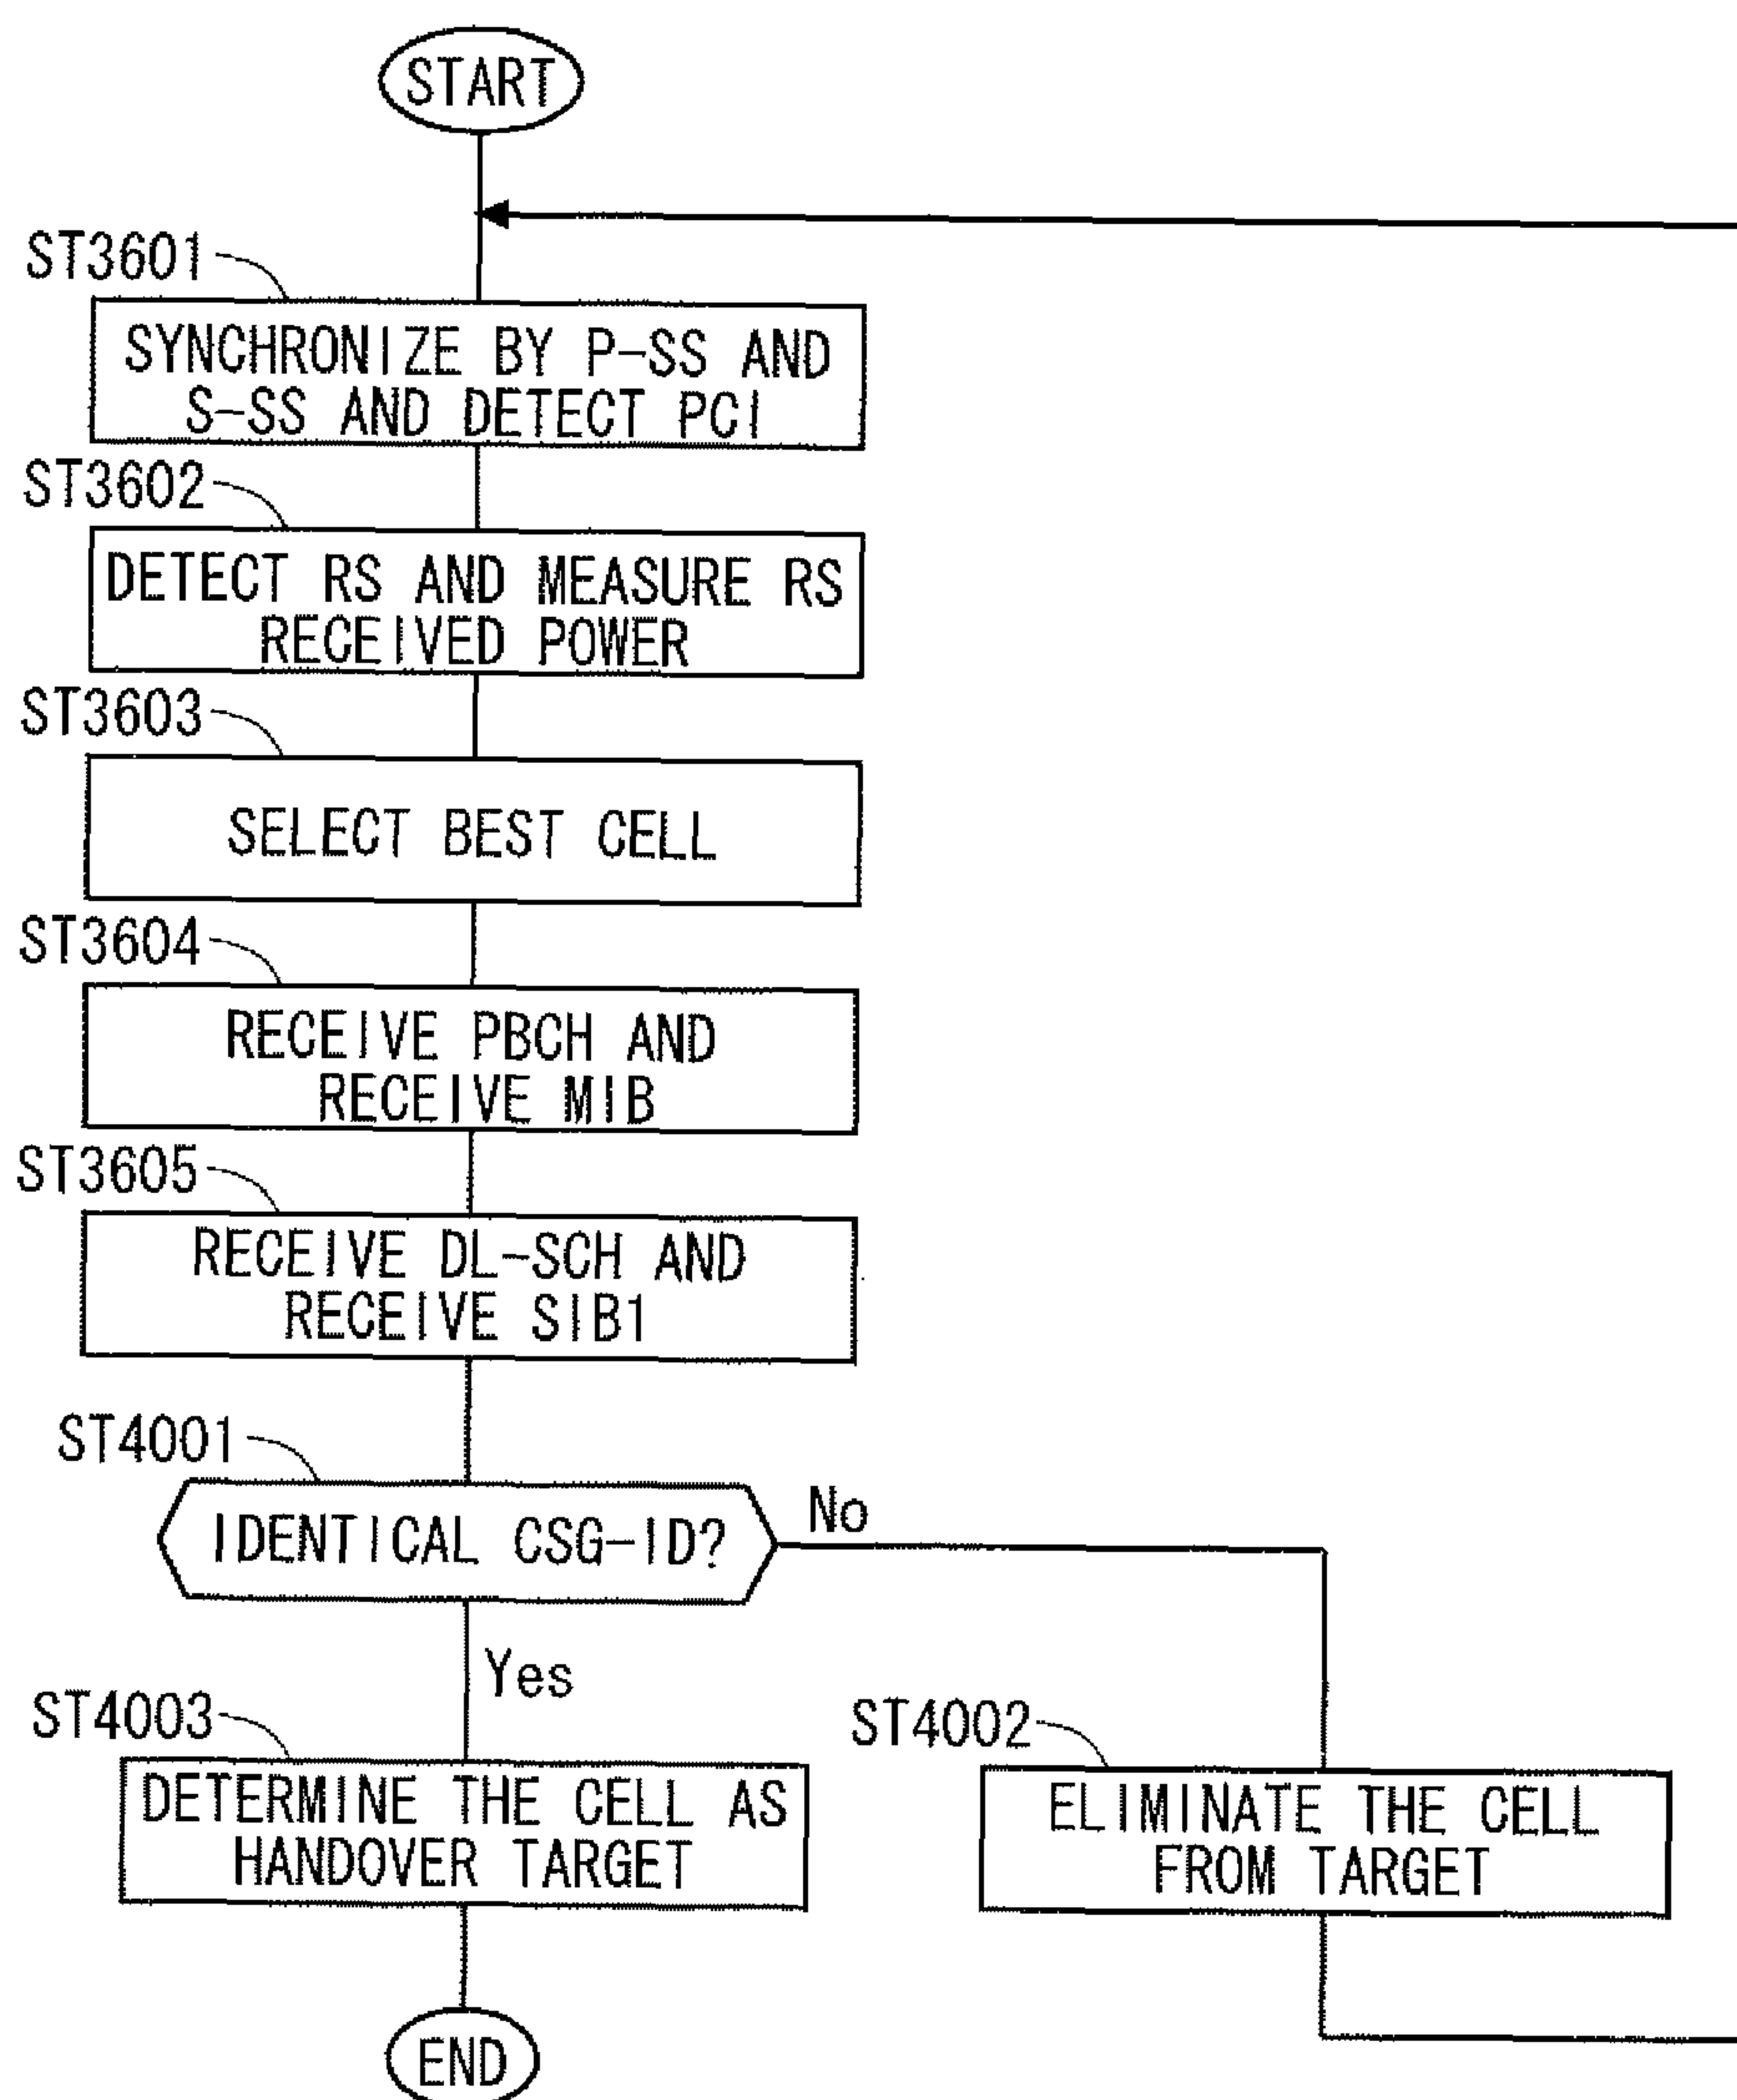 START
ST3601
SYNCHRONIZE BY P-SS AND
S-SS AND DETECT PCI
ST3602
DETECT RS AND MEASURE RS
RECEIVED POWER
ST3603
SELECT BEST CELL
ST3604
RECEIVE PBCH AND
RECEIVE MIB
ST3605
RECEIVE DL-SCH AND
RECEIVE SIB1
ST4001
IDENTICAL CSG-ID?
No
Yes
ST4003
DETERMINE THE CELL AS
HANDOVER TARGET
ST4002
ELIMINATE THE CELL
FROM TARGET
END